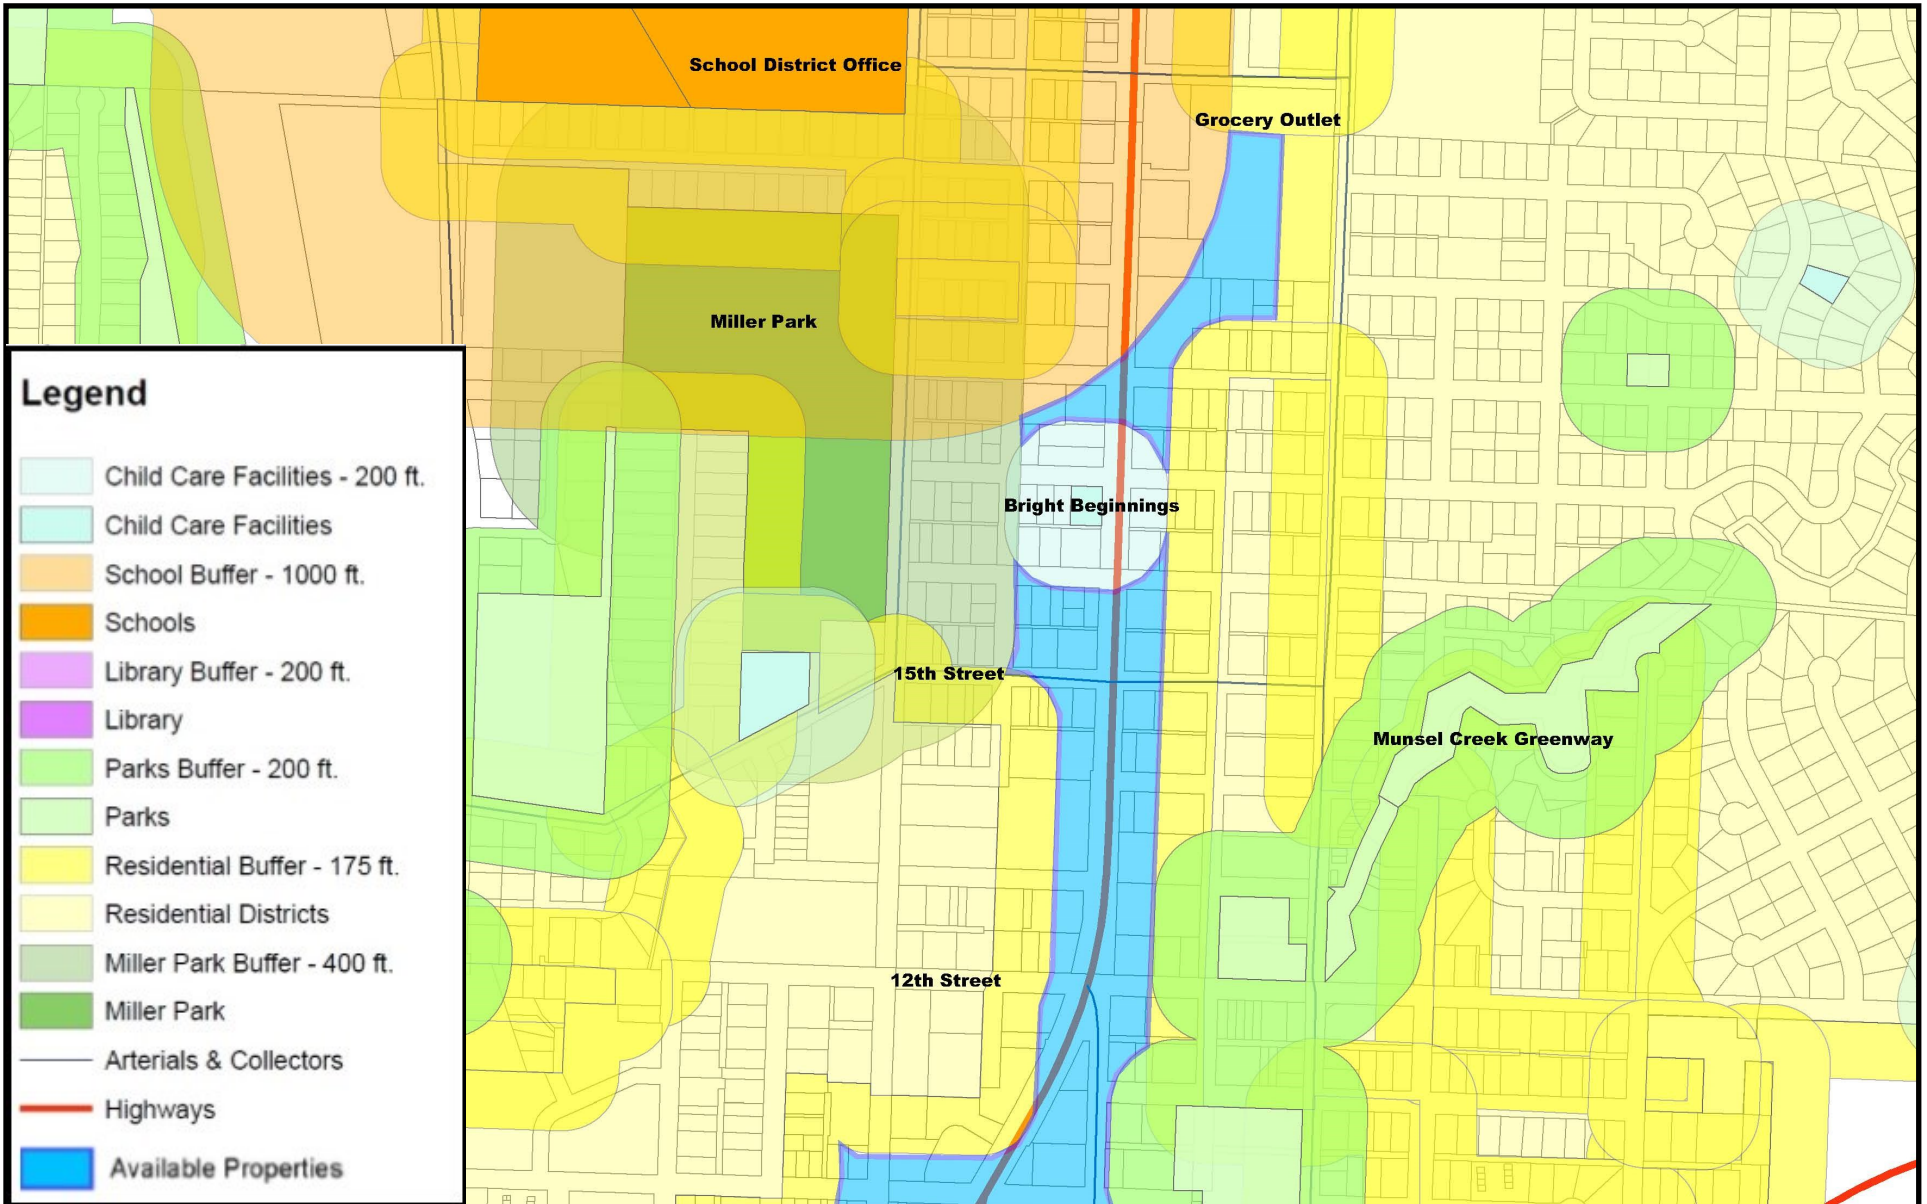 School District Office
Grocery Outlet
Miller Park
Bright Beginnings
15th Street
Munsel Creek Greenway
12th Street
Legend
Child Care Facilities - 200 ft.
Child Care Facilities
School Buffer - 1000 ft.
Schools
Library Buffer - 200 ft.
Library
Parks Buffer - 200 ft.
Parks
Residential Buffer - 175 ft.
Residential Districts
Miller Park Buffer - 400 ft.
Miller Park
Arterials & Collectors
Highways
Available Properties